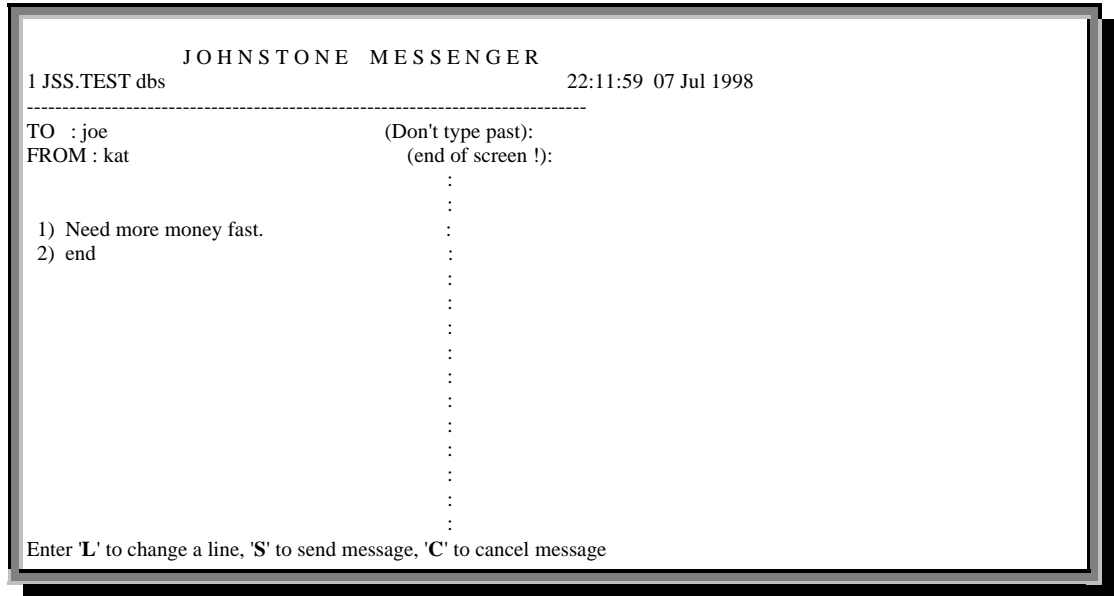 J O H N S T O N E   M E S S E N G E R
1 JSS.TEST dbs 22:11:59 07 Jul 1998
-------------------------------------------------------------------------------
TO : joe (Don't type past):
FROM : kat (end of screen !):
:
:
1) Need more money fast. :
2) end :
:
:
:
:
:
:
:
:
:
:
:
Enter 'L' to change a line, 'S' to send message, 'C' to cancel message